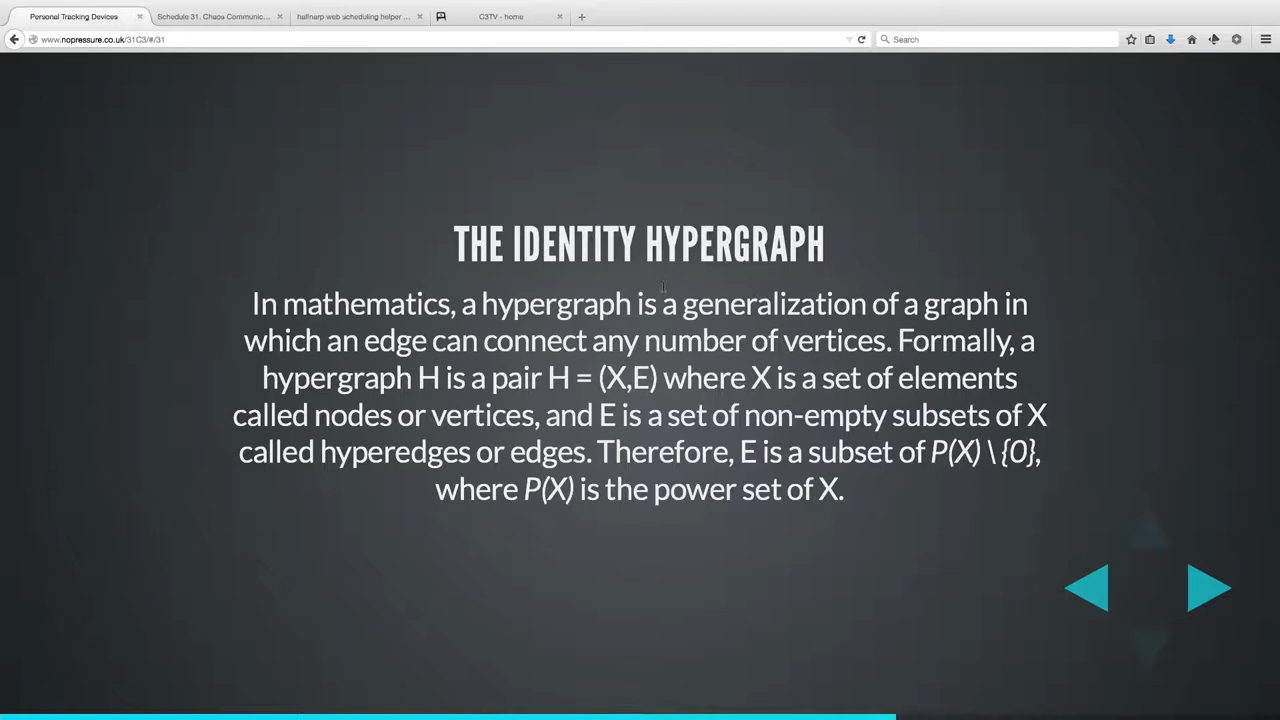 Personal Tracking Devices
Schedule 31. Chaos Communic...
halfnarp web scheduling helper ...
C3TV - home
www.nopressure.co.uk/31C3/#/31
Search
THE IDENTITY HYPERGRAPH
In mathematics, a hypergraph is a generalization of a graph in
which an edge can connect any number of vertices. Formally, a
hypergraph H is a pair H = (X,E) where X is a set of elements
called nodes or vertices, and E is a set of non-empty subsets of X
called hyperedges or edges. Therefore, E is a subset of P(X) \ {0},
where P(X) is the power set of X.